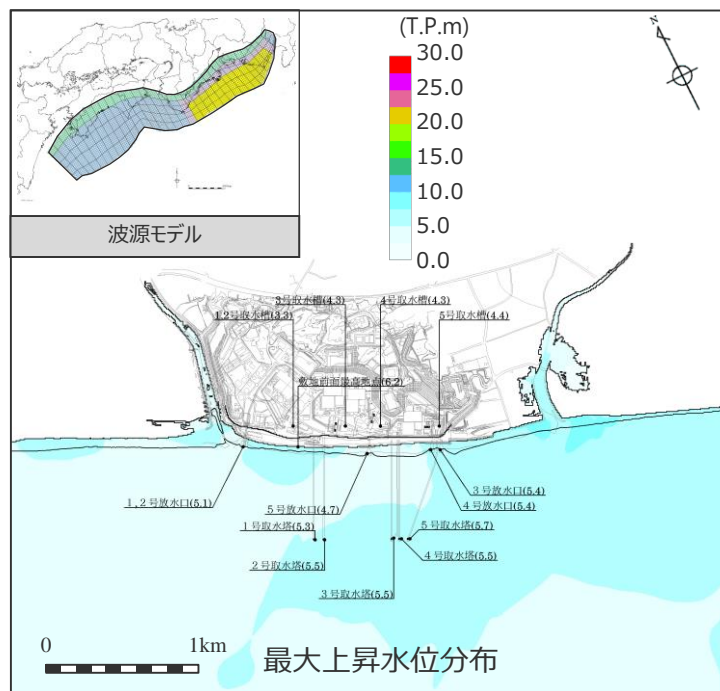 (T.P.m)
30.0
25.0
20.0
15.0
10.0
5.0
0.0
N
波源モデル
3号取水槽(4.3)
4号取水槽(4.3)
1,2号取水槽(3.3)
5号取水槽(4.4)
敷地前面最高地点(6.2)
1,2号放水口(5.1)
5号放水口(4.7)
3号放水口(5.4)
4号放水口(5.4)
1号取水塔(5.3)
2号取水塔(5.5)
3号取水塔(5.5)
4号取水塔(5.5)
5号取水塔(5.7)
0 1km
最大上昇水位分布